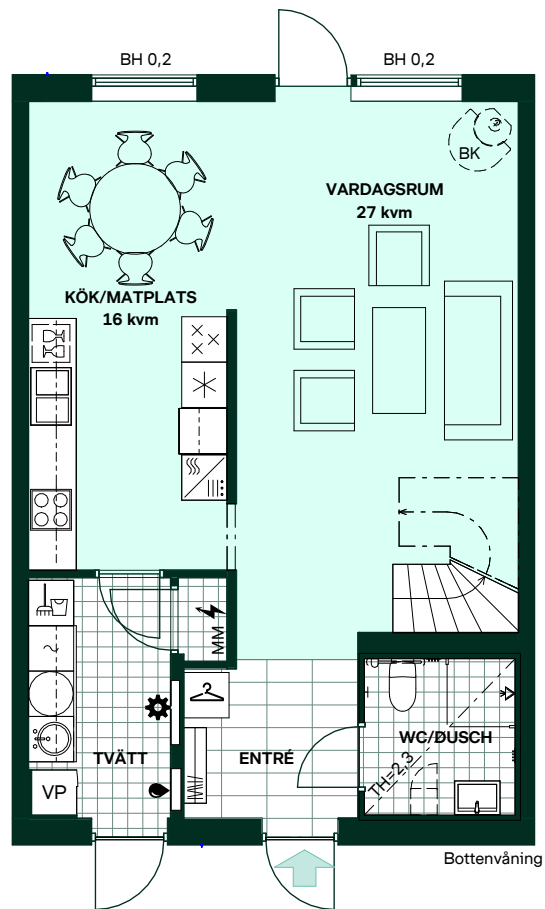 BH 0,2
BH 0,2
BK
VARDAGSRUM
27 kvm
KÖK/MATPLATS
16 kvm
MM
TVÄTT
ENTRÉ
WC/DUSCH
TH=2,3
VP
Bottenvåning